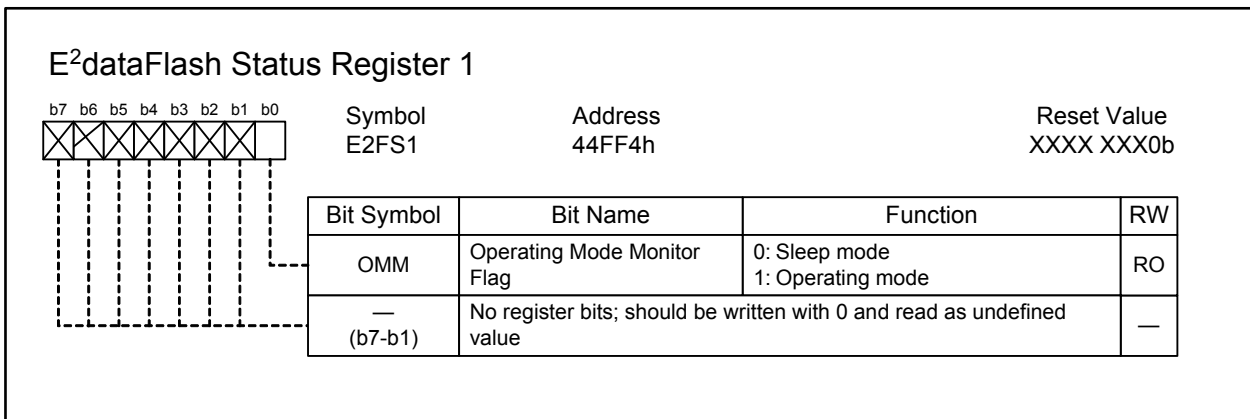 E²dataFlash Status Register 1
b7 b6 b5 b4 b3 b2 b1 b0
Symbol Address Reset Value
E2FS1 44FF4h XXXX XXX0b
Bit Symbol Bit Name Function RW
OMM Operating Mode Monitor Flag 0: Sleep mode
1: Operating mode RO
—
(b7-b1) No register bits; should be written with 0 and read as undefined
value —